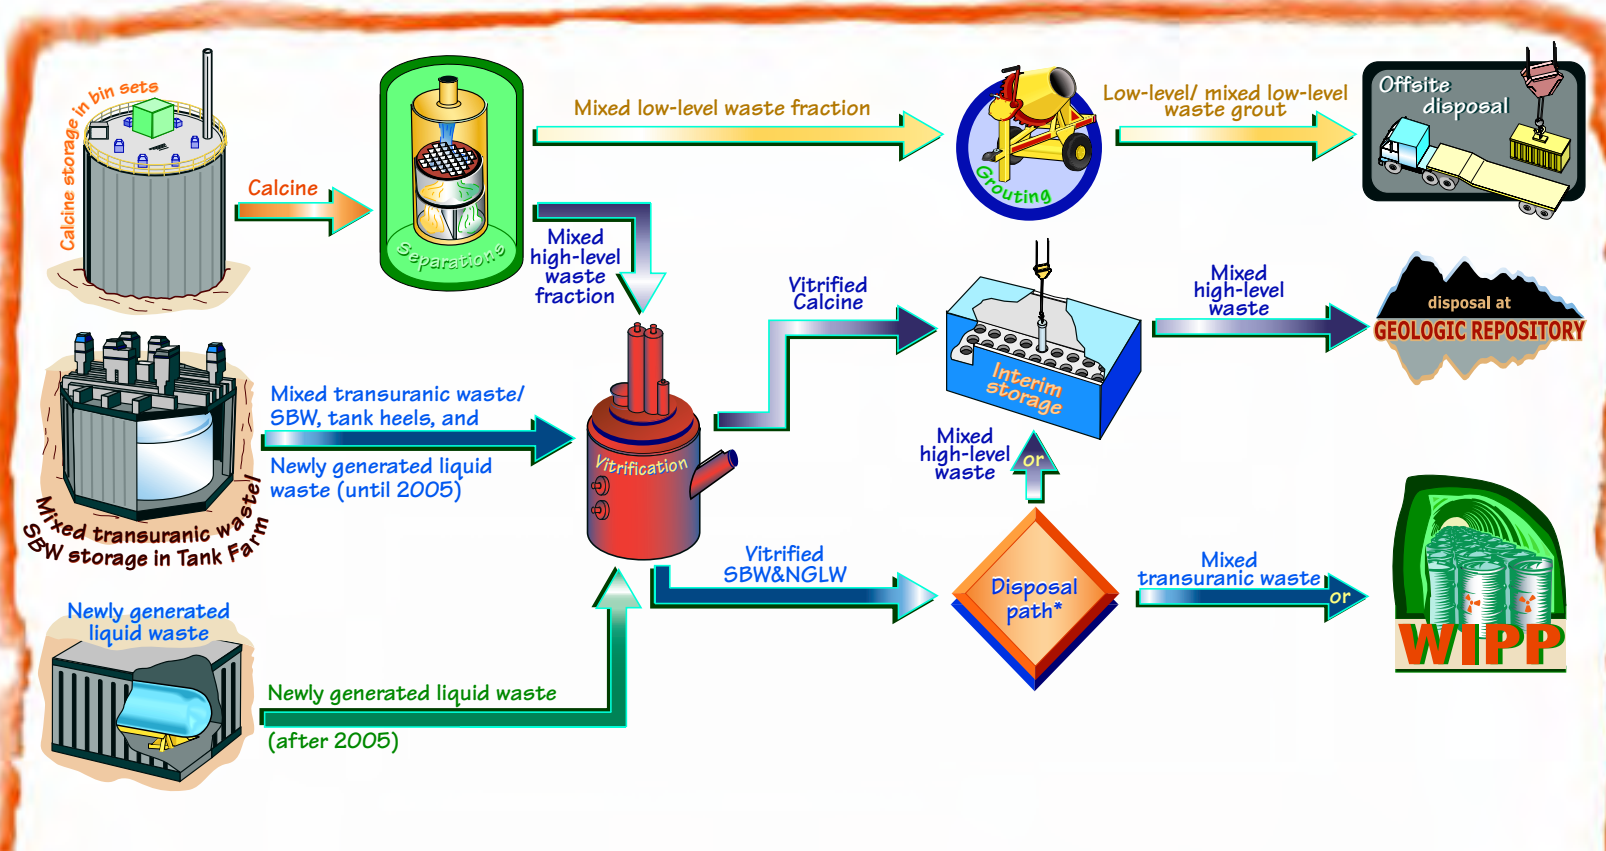 Calcine storage in bin sets
Calcine
Separations
Mixed low-level waste fraction
Grouting
Low-level/ mixed low-level
waste grout
Offsite
disposal
Mixed
high-level
waste
fraction
Vitrified
Calcine
Interim
storage
Mixed
high-level
waste
disposal at
GEOLOGIC REPOSITORY
Mixed transuranic waste/
SBW storage in Tank Farm
Mixed transuranic waste/
SBW, tank heels, and
Newly generated liquid
waste (until 2005)
Vitrification
Mixed
high-level
waste
or
Vitrified
SBW&NGLW
Disposal
path*
Mixed
transuranic waste
or
WIPP
Newly generated
liquid waste
Newly generated liquid waste
(after 2005)